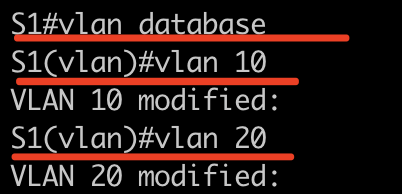 S1#vlan database
S1(vlan)#vlan 10
VLAN 10 modified:
S1(vlan)#vlan 20
VLAN 20 modified: